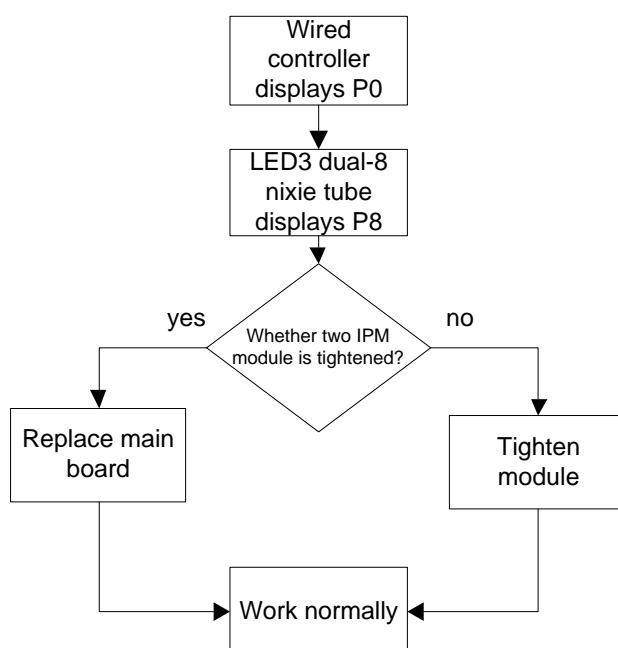 Wired
controller
displays P0
LED3 dual-8
nixie tube
displays P8
yes
no
Whether two IPM
module is tightened?
Replace main
board
Tighten
module
Work normally